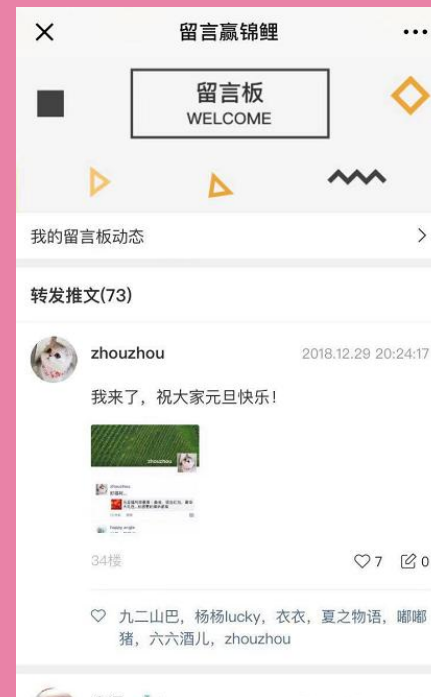 留言赢锦鲤
留言板
WELCOME
我的留言板动态
转发推文(73)
zhouzhou
2018.12.29 20:24:17
我来了，祝大家元旦快乐！
zhouzhou
34楼
7
0
九二山巴，杨杨lucky，衣衣，夏之物语，嘟嘟
猪，六六酒儿，zhouzhou